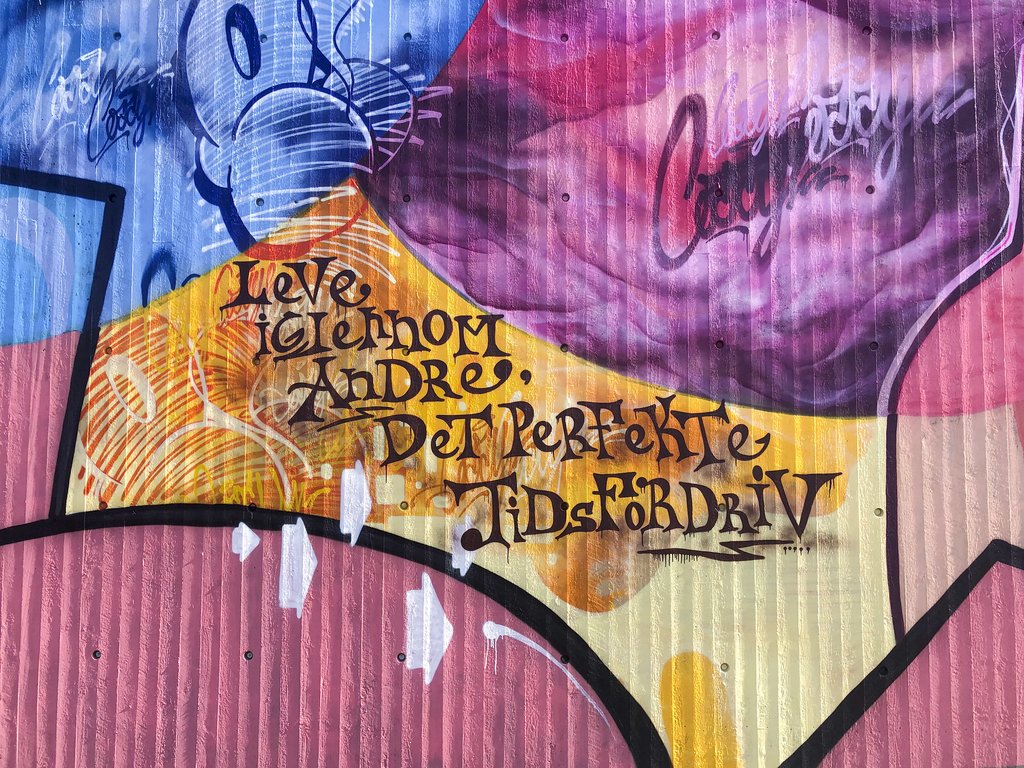 LeVe
iGJennoM
AnDRe,
DeT PeRFeKTe
TiDsFoRDRiV